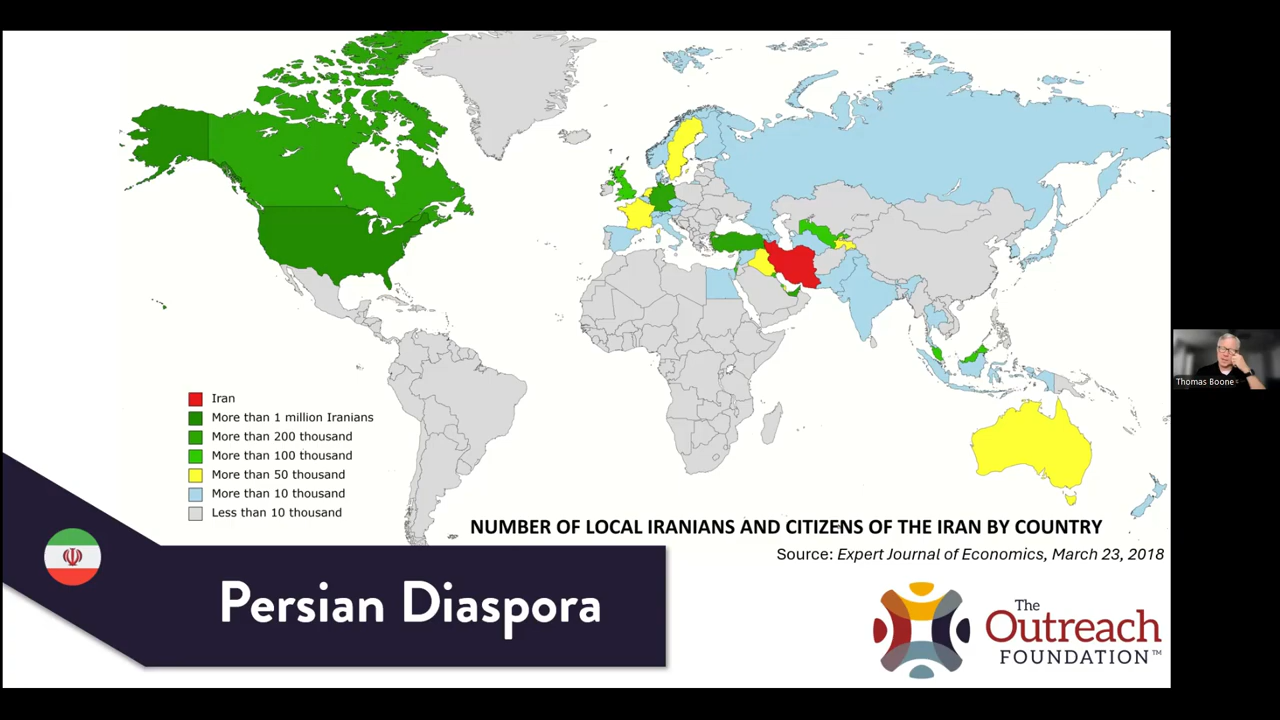 Iran
More than 1 million Iranians
More than 200 thousand
More than 100 thousand
More than 50 thousand
More than 10 thousand
Less than 10 thousand
NUMBER OF LOCAL IRANIANS AND CITIZENS OF THE IRAN BY COUNTRY
Source: Expert Journal of Economics, March 23, 2018
Persian Diaspora
The
Outreach
FOUNDATION™
Thomas Boone